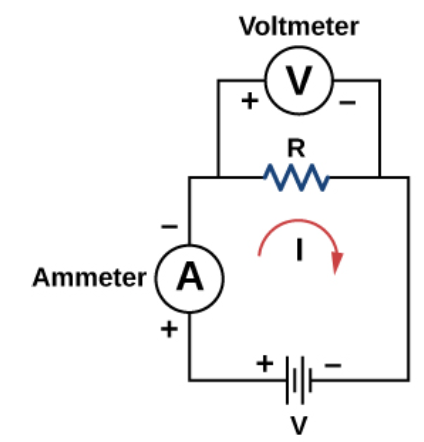 Voltmeter
V
+ −
R
−
I
Ammeter A
+
+ −
V